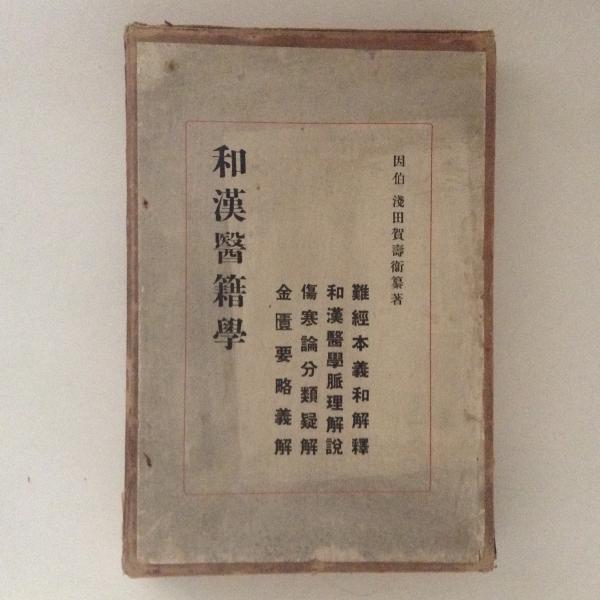 因伯 淺田賀壽衞纂著
難經本義和解釋
和漢醫學脈理解說
傷寒論分類疑解
金匱要略義解
和漢醫籍學